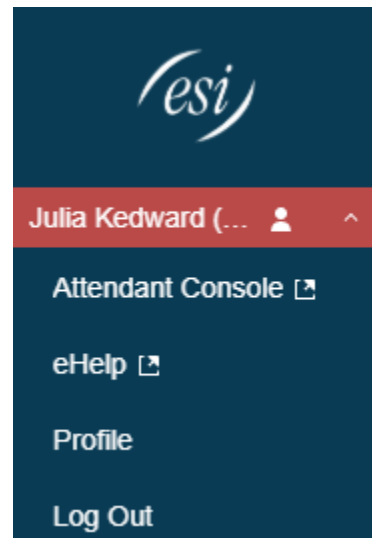 esi
Julia Kedward (...
Attendant Console
eHelp
Profile
Log Out